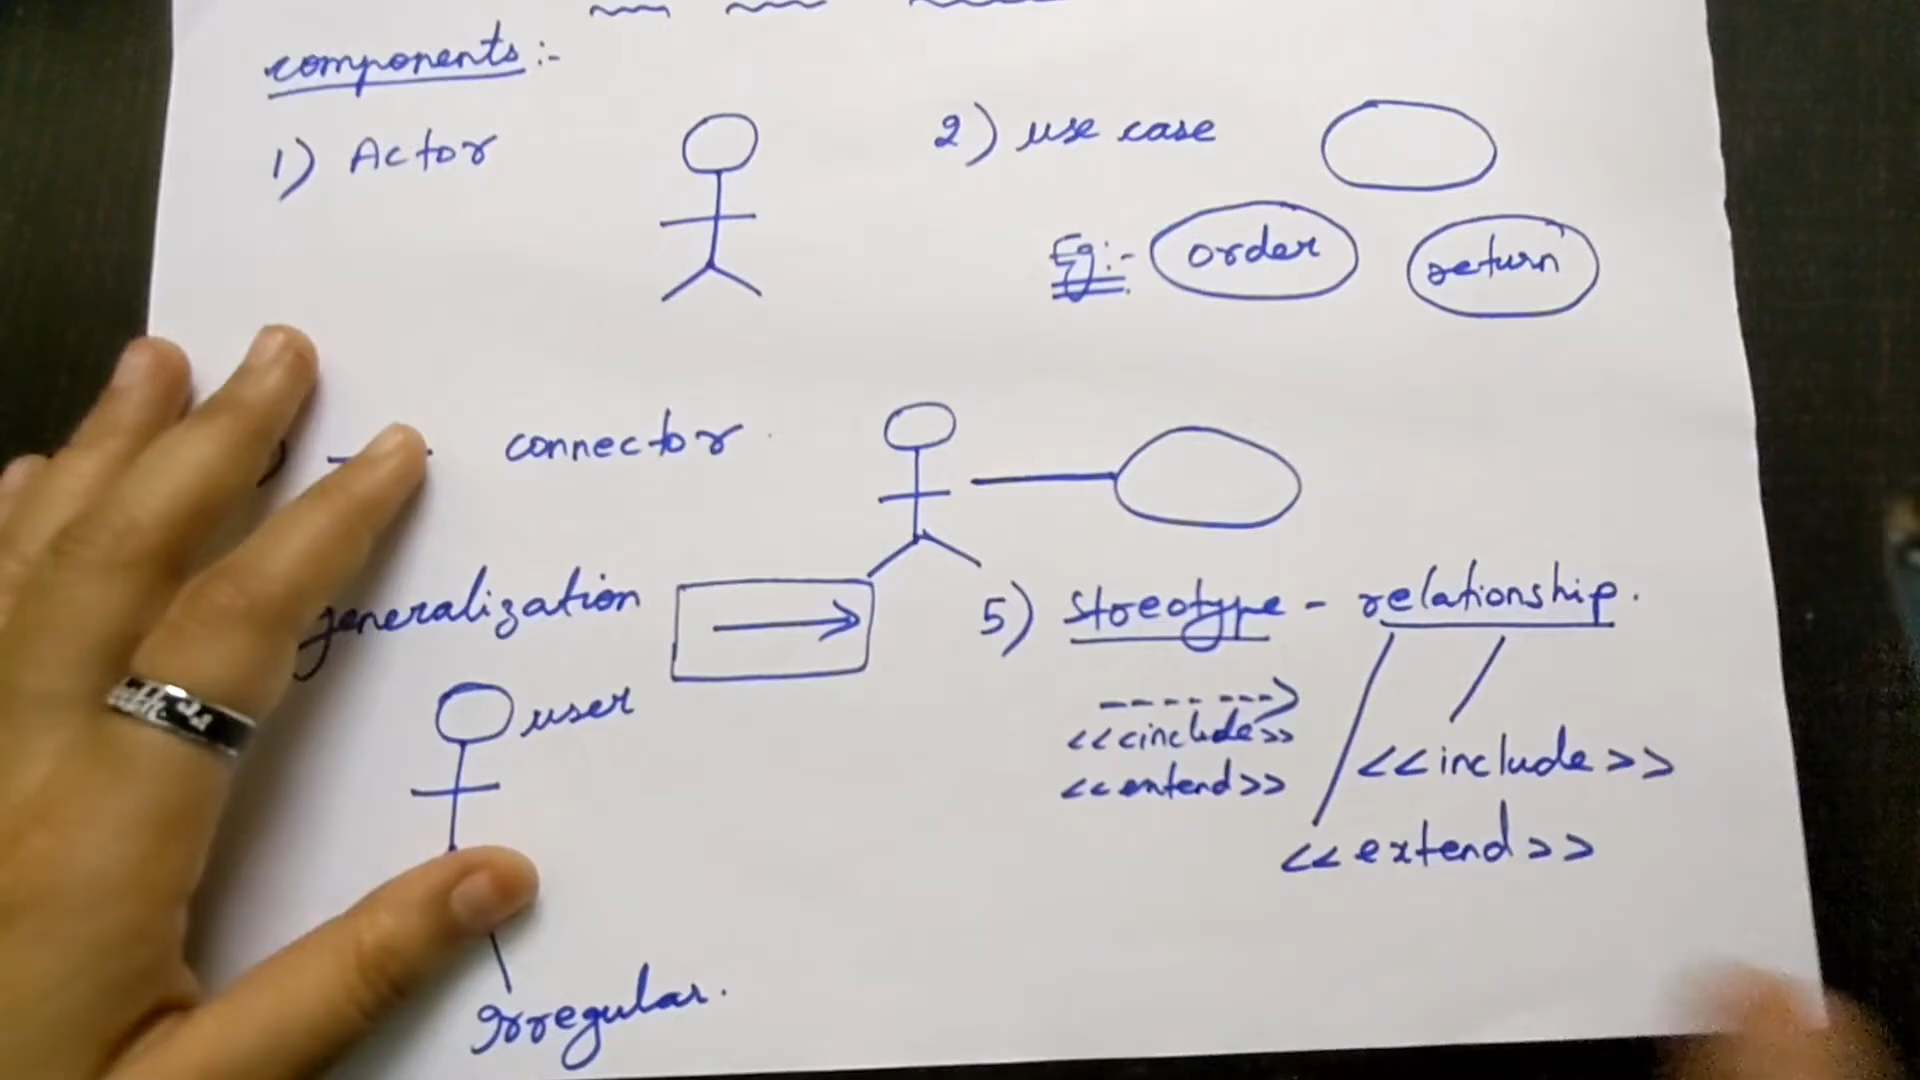 components :-
1) Actor
2) use case
Eg:- order return
connector.
generalization
5) Streotype - relationship.
user
<<include>>
<<extend>>
<<include>>
<<extend>>
Irregular.